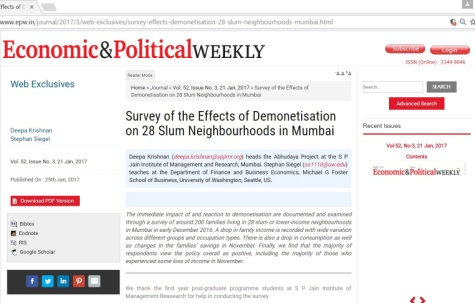 ffects of D
www.epw.in/journal/2017/3/web-exclusives/survey-effects-demonetisation-28-slum-neighbourhoods-mumbai.html
Economic&PoliticalWEEKLY
Subscribe
Login
ISSN (Online) - 2349-8846
Web Exclusives
Deepa Krishnan
Stephan Siegel
Vol. 52, Issue No. 3, 21 Jan, 2017
Published On : 25th Jan, 2017
Download PDF Version
Bibtex
Endnote
RIS
Google Scholar
Reader Mode
-A A +A
Home » Journal » Vol. 52, Issue No. 3, 21 Jan, 2017 » Survey of the Effects of
Demonetisation on 28 Slum Neighbourhoods in Mumbai
Survey of the Effects of Demonetisation
on 28 Slum Neighbourhoods in Mumbai
Deepa Krishnan (deepa.krishnan@spjimr.org) heads the Abhudaya Project at the S P
Jain Institute of Management and Research, Mumbai. Stephan Siegel (ss1110@uw.edu)
teaches at the Department of Finance and Business Economics, Michael G Foster
School of Business, University of Washington, Seattle, US.
The immediate impact of and reaction to demonetisation are documented and examined
through a survey of around 200 families living in 28 slum or lower-income neighbourhoods
in Mumbai in early December 2016. A drop in family income is recorded with wide variation
across different groups and occupation types. There is also a drop in consumption as well
as changes in the families' savings in November. Finally, we find that the majority of
respondents view the policy overall as positive, including the majority of those who
experienced some loss of income in November.
We thank the first year post-graduate programme students at S P Jain Institute of
Management Reasearch for help in conducting the survey.
Search...
SEARCH
Advanced Search
Recent Issues
Vol-52, No-3, 21 Jan, 2017
Contents
Economic&PoliticalWEEKLY